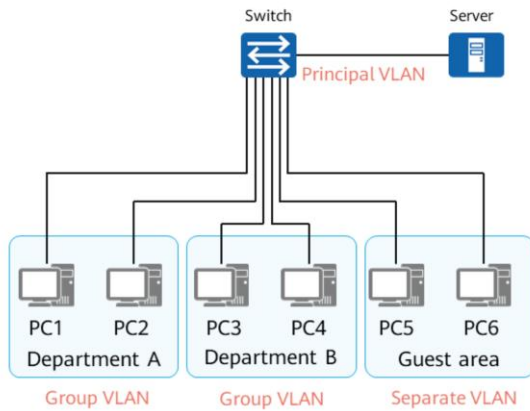 Switch
Server
Principal VLAN
PC1
PC2
PC3
PC4
PC5
PC6
Department A
Department B
Guest area
Group VLAN
Group VLAN
Separate VLAN